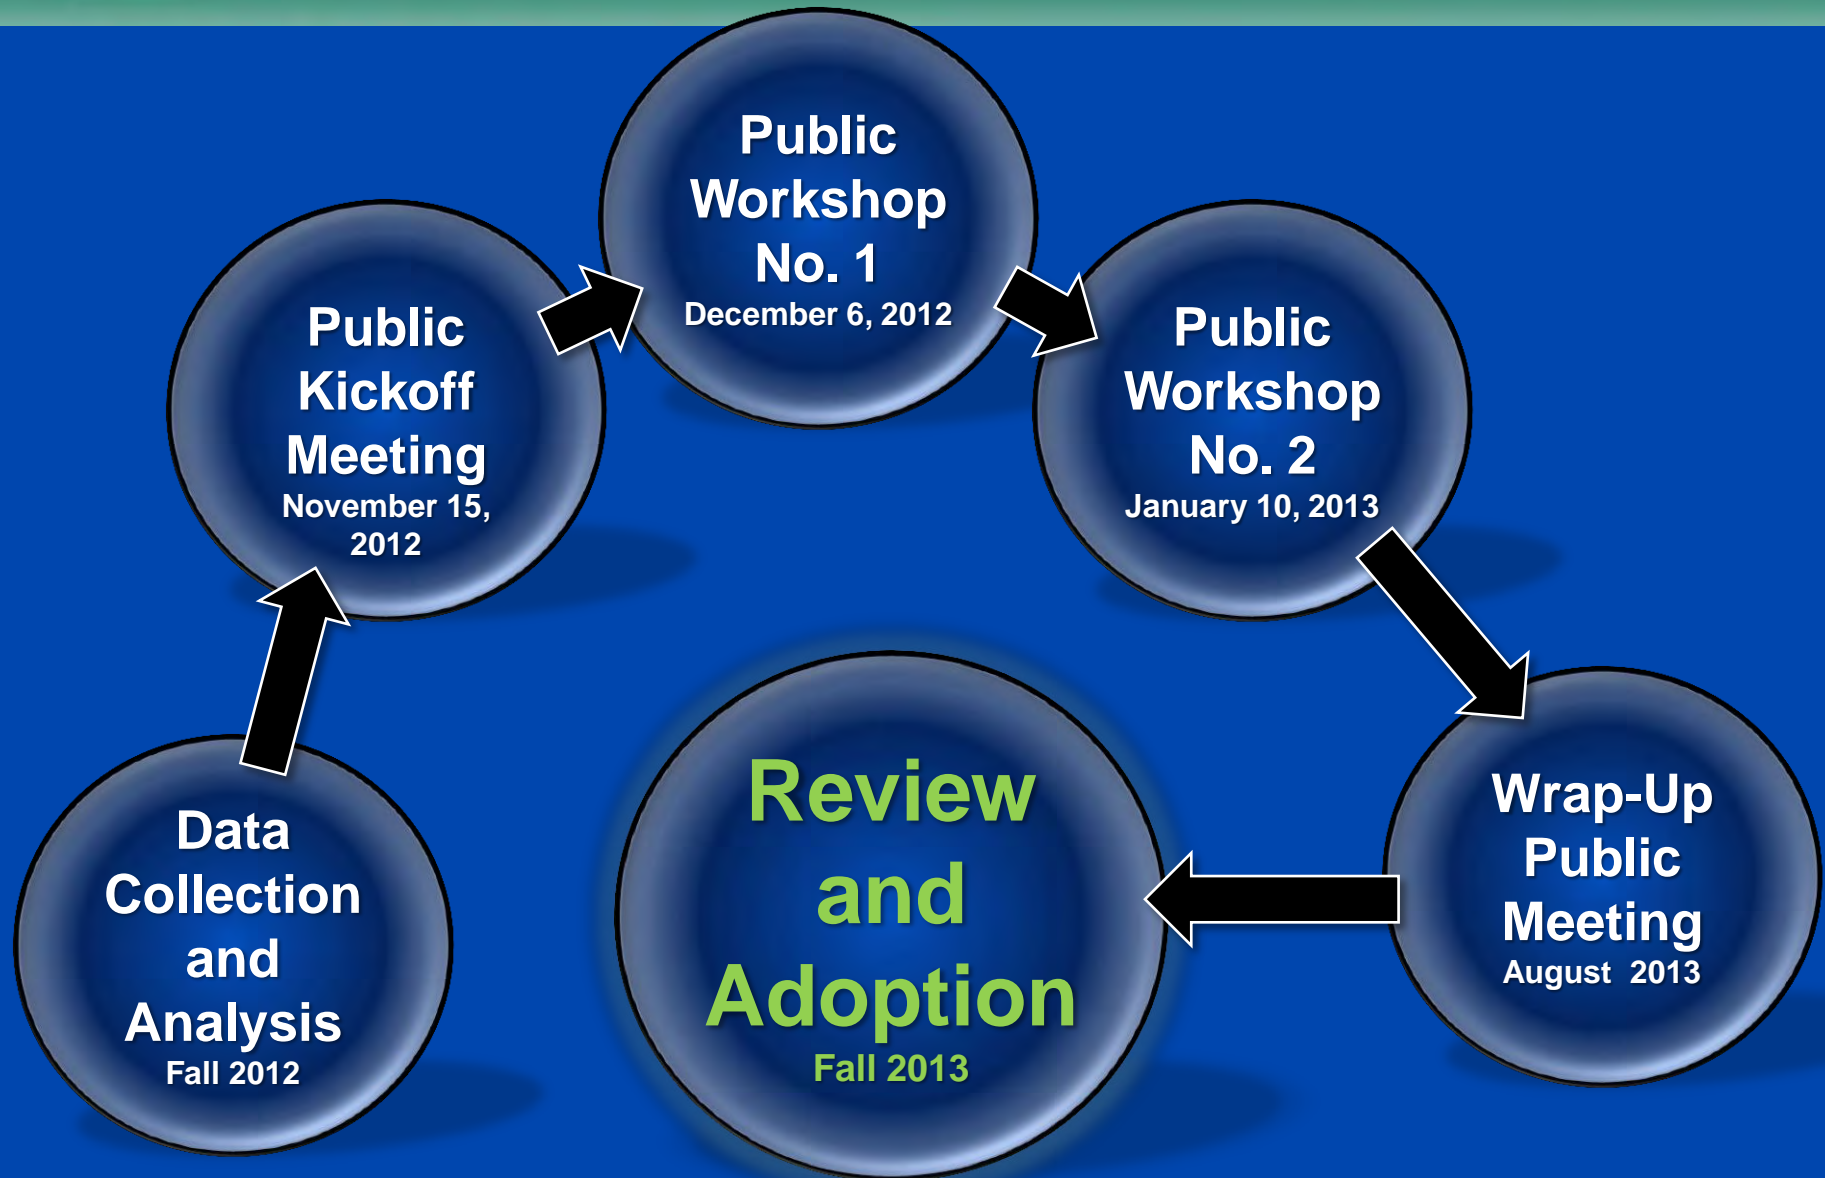 Data
Collection
and
Analysis
Fall 2012
Public
Kickoff
Meeting
November 15,
2012
Public
Workshop
No. 1
December 6, 2012
Public
Workshop
No. 2
January 10, 2013
Wrap-Up
Public
Meeting
August 2013
Review
and
Adoption
Fall 2013